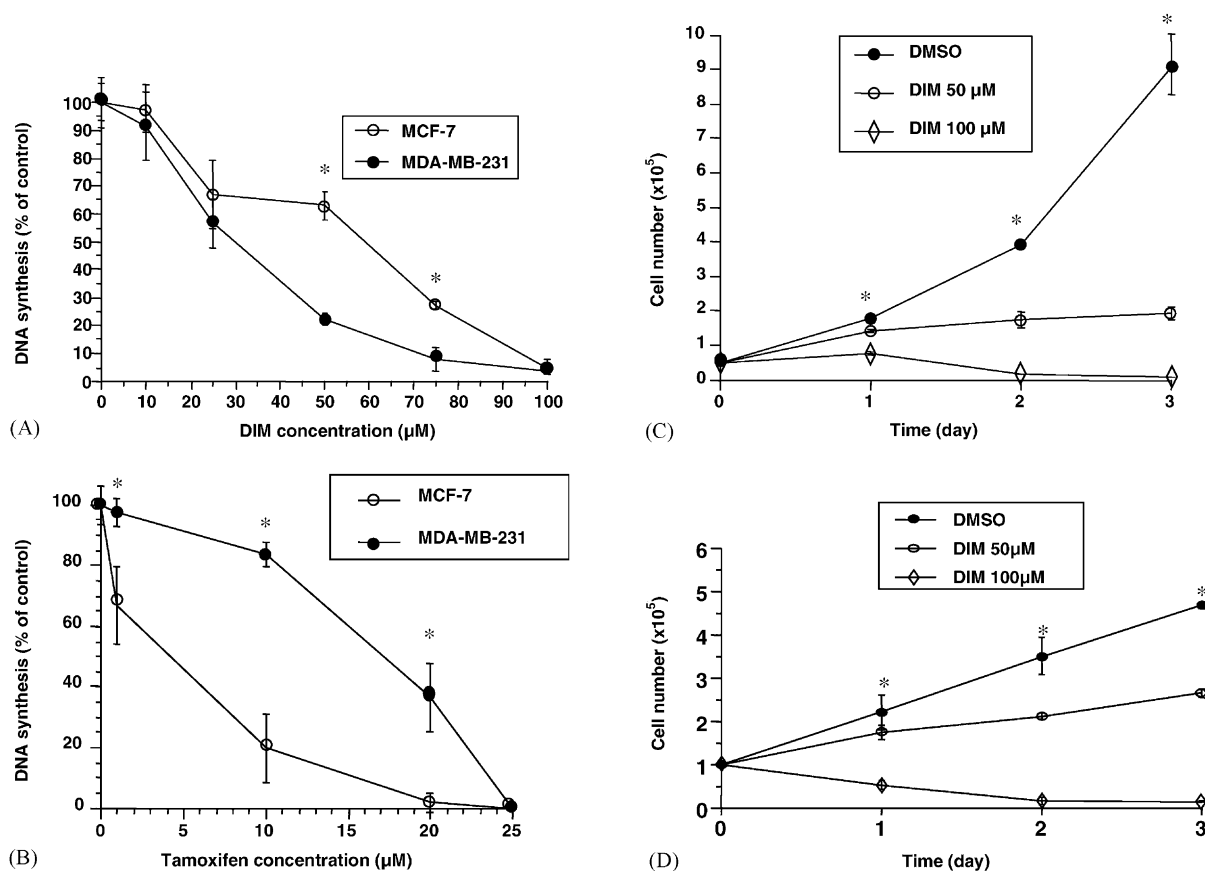 DNA synthesis (% of control)
100
90
80
70
60
50
40
30
20
10
0
MCF-7
MDA-MB-231
*
*
0 10 20 30 40 50 60 70 80 90 100
DIM concentration (µM)
(A)
DNA synthesis (% of control)
100
80
60
40
20
0
MCF-7
MDA-MB-231
*
*
*
0 5 10 15 20 25
Tamoxifen concentration (µM)
(B)
Cell number (x10⁵)
10
9
8
6
4
2
1
0
DMSO
DIM 50 µM
DIM 100 µM
*
*
*
0 1 2 3
Time (day)
(C)
Cell number (x10⁵)
6
5
4
3
2
1
0
DMSO
DIM 50µM
DIM 100µM
*
*
*
0 1 2 3
Time (day)
(D)